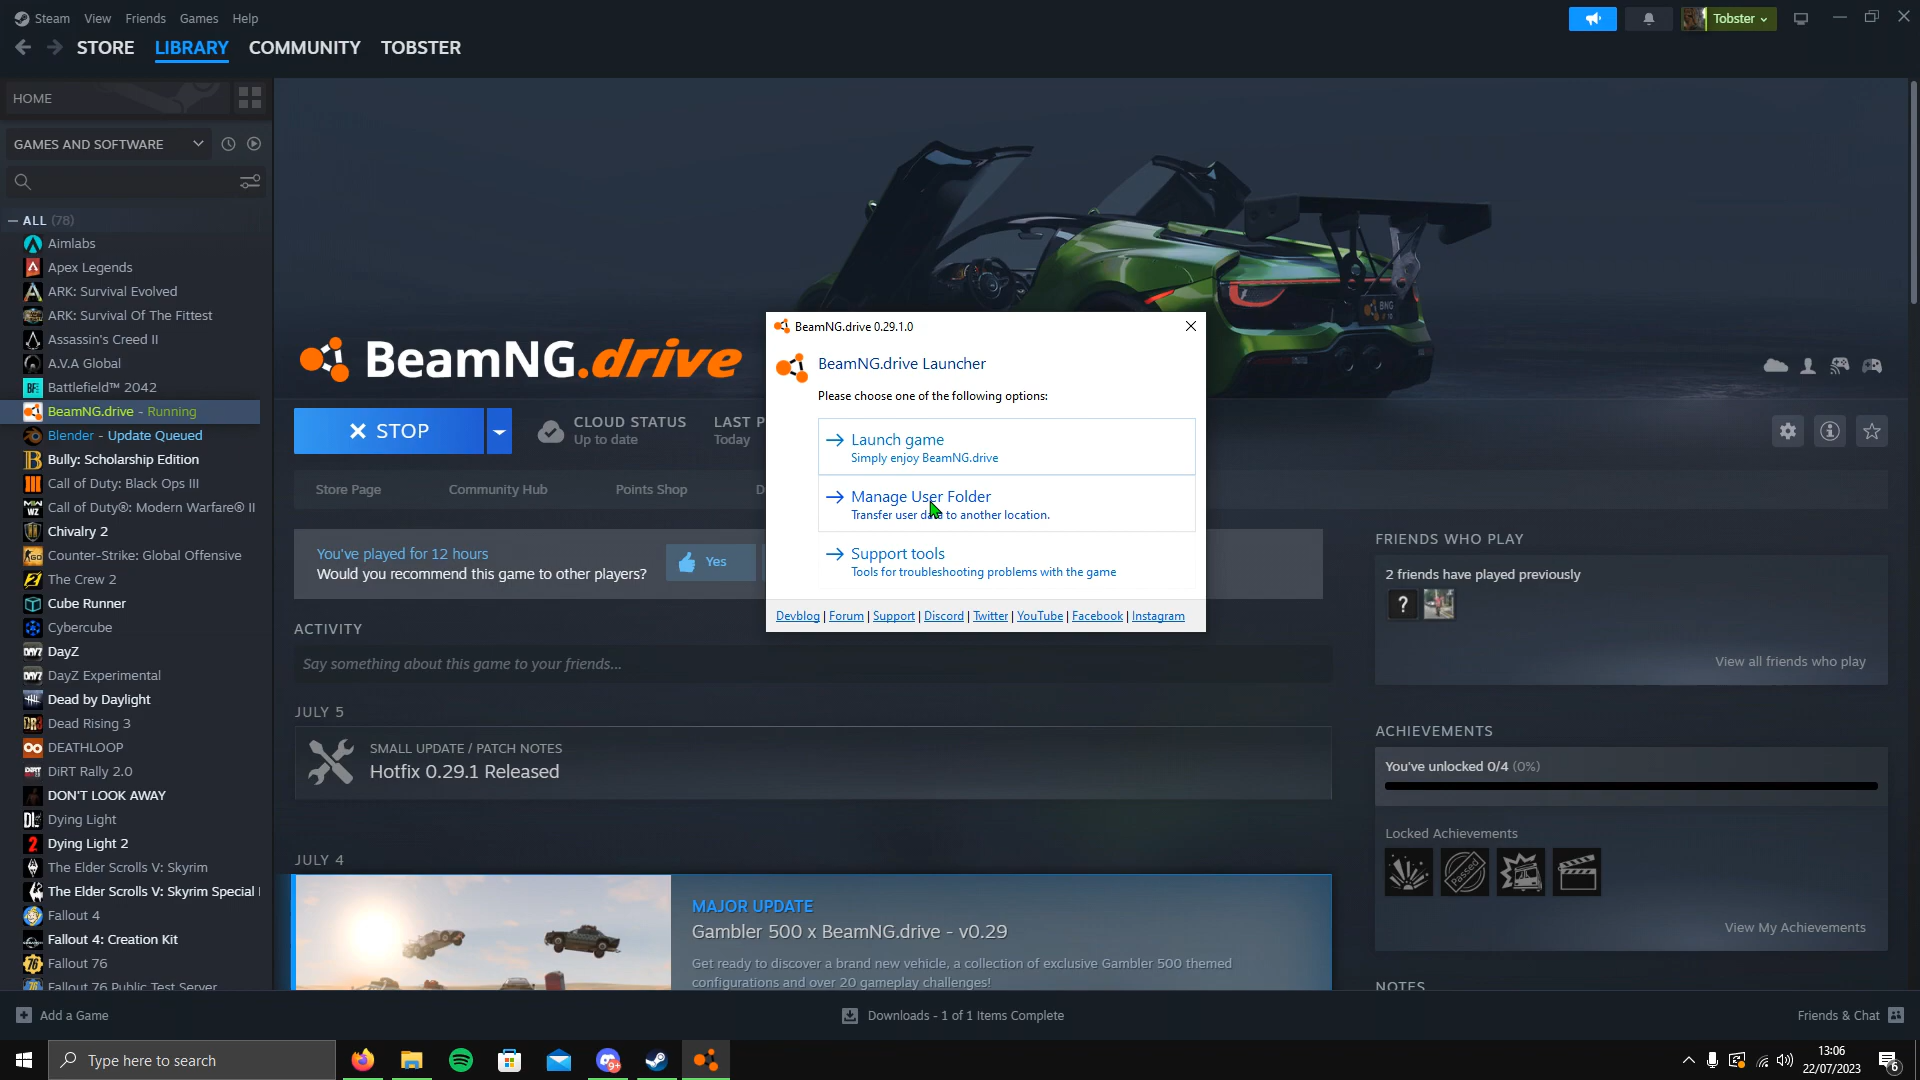 Steam View Friends Games Help
Tobster
STORE LIBRARY COMMUNITY TOBSTER
HOME
GAMES AND SOFTWARE
— ALL (78)
Aimlabs
Apex Legends
ARK: Survival Evolved
ARK: Survival Of The Fittest
Assassin's Creed II
A.V.A Global
Battlefield™ 2042
BeamNG.drive - Running
Blender - Update Queued
Bully: Scholarship Edition
Call of Duty: Black Ops III
Call of Duty®: Modern Warfare® II
Chivalry 2
Counter-Strike: Global Offensive
The Crew 2
Cube Runner
Cybercube
DayZ
DayZ Experimental
Dead by Daylight
Dead Rising 3
DEATHLOOP
DiRT Rally 2.0
DON'T LOOK AWAY
Dying Light
Dying Light 2
The Elder Scrolls V: Skyrim
The Elder Scrolls V: Skyrim Special
Fallout 4
Fallout 4: Creation Kit
Fallout 76
Fallout 76 Public Test Server
BeamNG.drive
STOP
CLOUD STATUS
Up to date
LAST P
Today
Store Page Community Hub Points Shop D
You've played for 12 hours
Would you recommend this game to other players?
Yes
ACTIVITY
Say something about this game to your friends...
JULY 5
SMALL UPDATE / PATCH NOTES
Hotfix 0.29.1 Released
JULY 4
MAJOR UPDATE
Gambler 500 x BeamNG.drive - v0.29
Get ready to discover a brand new vehicle, a collection of exclusive Gambler 500 themed
configurations and over 20 gameplay challenges!
BeamNG.drive 0.29.1.0
BeamNG.drive Launcher
Please choose one of the following options:
Launch game
Simply enjoy BeamNG.drive
Manage User Folder
Transfer user data to another location.
Support tools
Tools for troubleshooting problems with the game
Devblog | Forum | Support | Discord | Twitter | YouTube | Facebook | Instagram
FRIENDS WHO PLAY
2 friends have played previously
?
View all friends who play
ACHIEVEMENTS
You've unlocked 0/4 (0%)
Locked Achievements
Passed
View My Achievements
NOTES
Add a Game
Downloads - 1 of 1 Items Complete
Friends & Chat
Type here to search
9+
13:06
22/07/2023
6